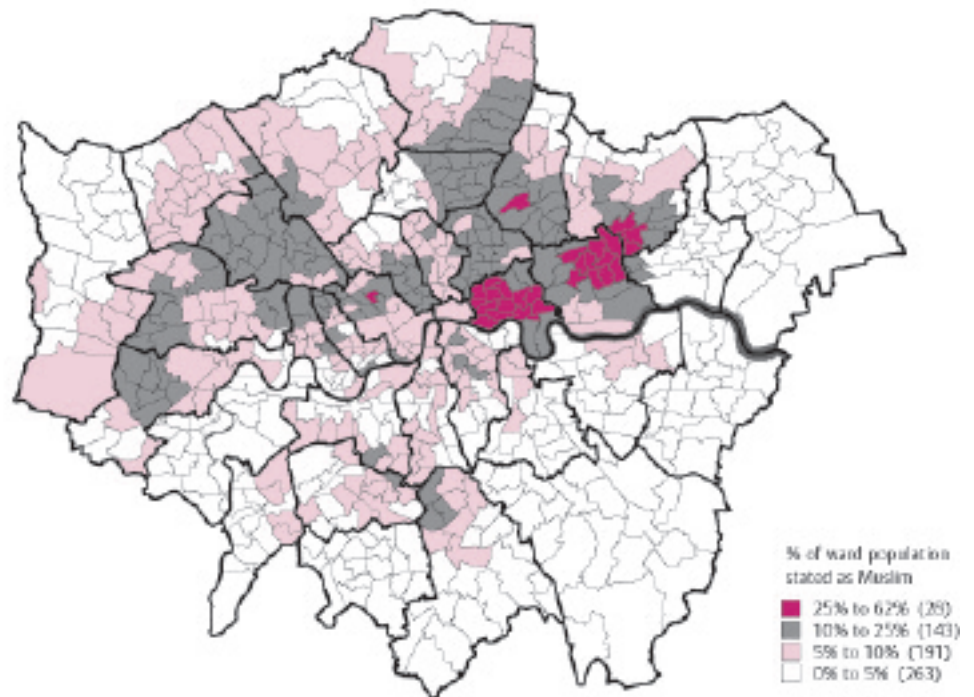 % of ward population
stated as Muslim
25% to 62% (28)
10% to 25% (143)
5% to 10% (191)
0% to 5% (263)